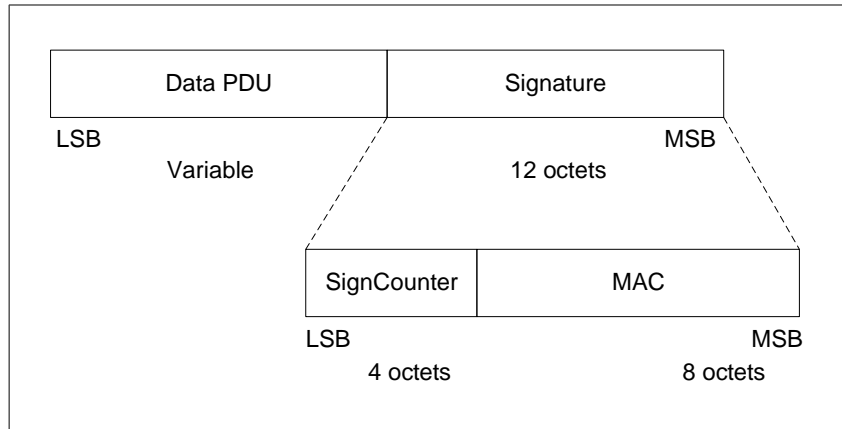 Data PDU Signature
LSB MSB
Variable 12 octets
SignCounter MAC
LSB MSB
4 octets 8 octets